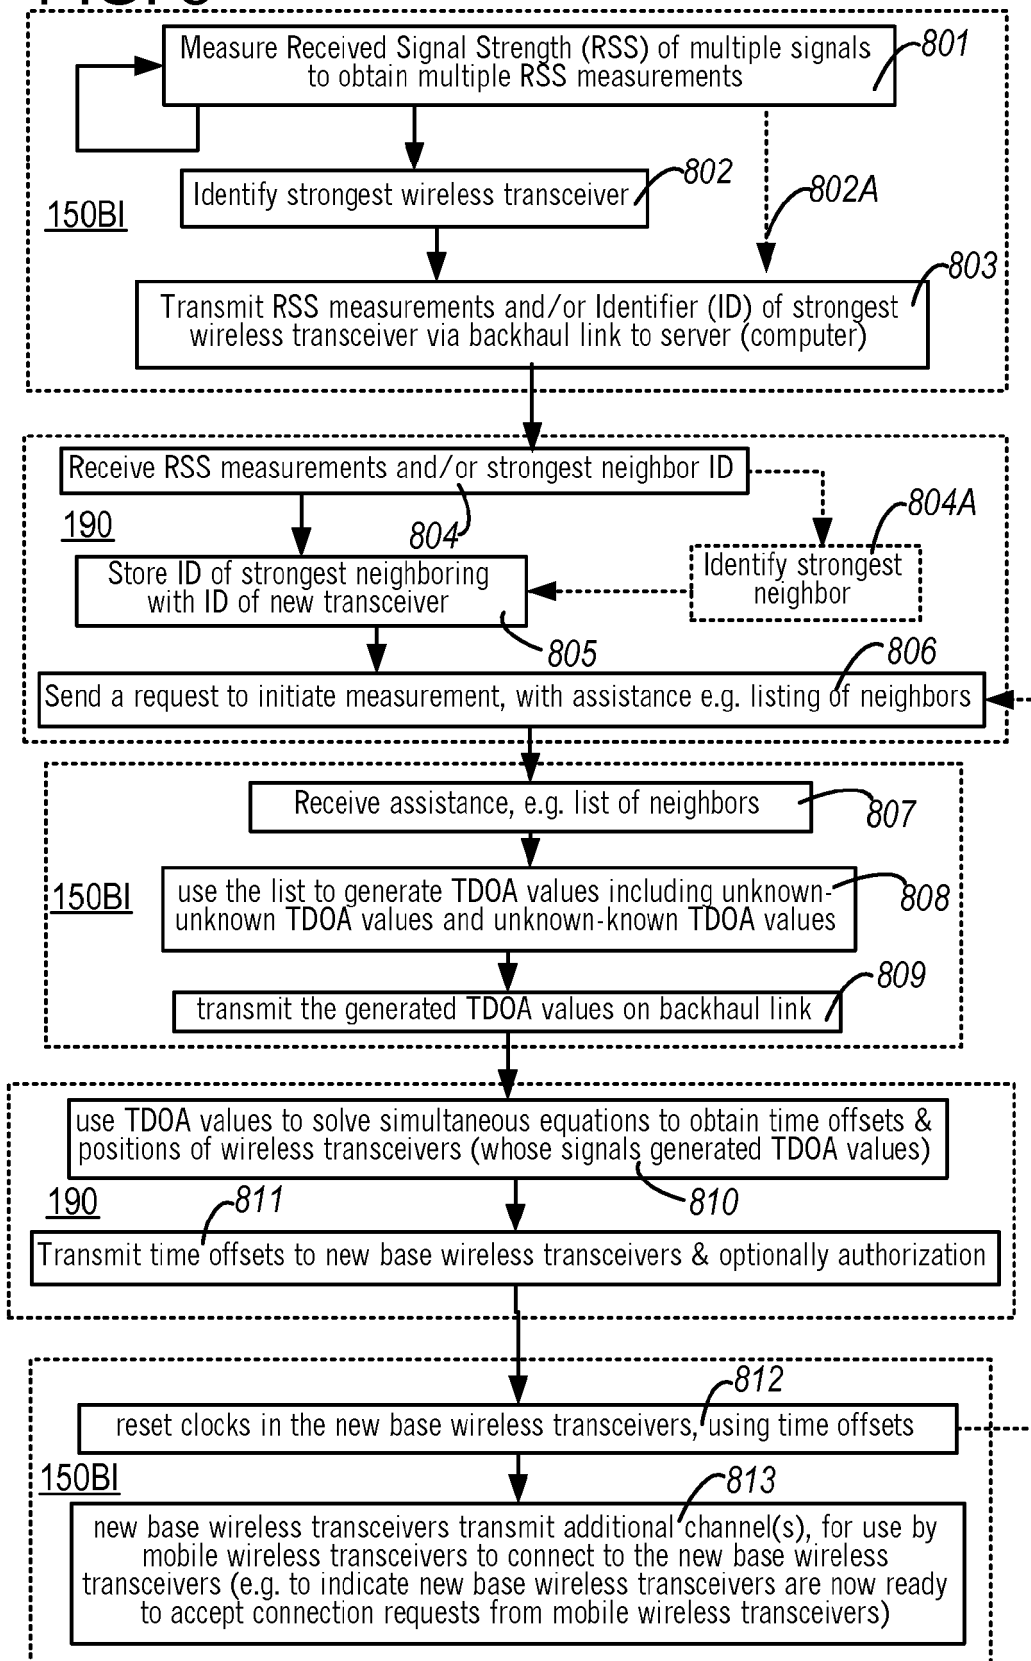 Measure Received Signal Strength (RSS) of multiple signals
to obtain multiple RSS measurements
801
Identify strongest wireless transceiver
802
802A
150BI
803
Transmit RSS measurements and/or Identifier (ID) of strongest
wireless transceiver via backhaul link to server (computer)
Receive RSS measurements and/or strongest neighbor ID
804
190
804A
Identify strongest
neighbor
Store ID of strongest neighboring
with ID of new transceiver
805
806
Send a request to initiate measurement, with assistance e.g. listing of neighbors
Receive assistance, e.g. list of neighbors
807
150BI
use the list to generate TDOA values including unknown-
unknown TDOA values and unknown-known TDOA values
808
809
transmit the generated TDOA values on backhaul link
use TDOA values to solve simultaneous equations to obtain time offsets &
positions of wireless transceivers (whose signals generated TDOA values)
190
811
810
Transmit time offsets to new base wireless transceivers & optionally authorization
812
reset clocks in the new base wireless transceivers, using time offsets
150BI
813
new base wireless transceivers transmit additional channel(s), for use by
mobile wireless transceivers to connect to the new base wireless
transceivers (e.g. to indicate new base wireless transceivers are now ready
to accept connection requests from mobile wireless transceivers)